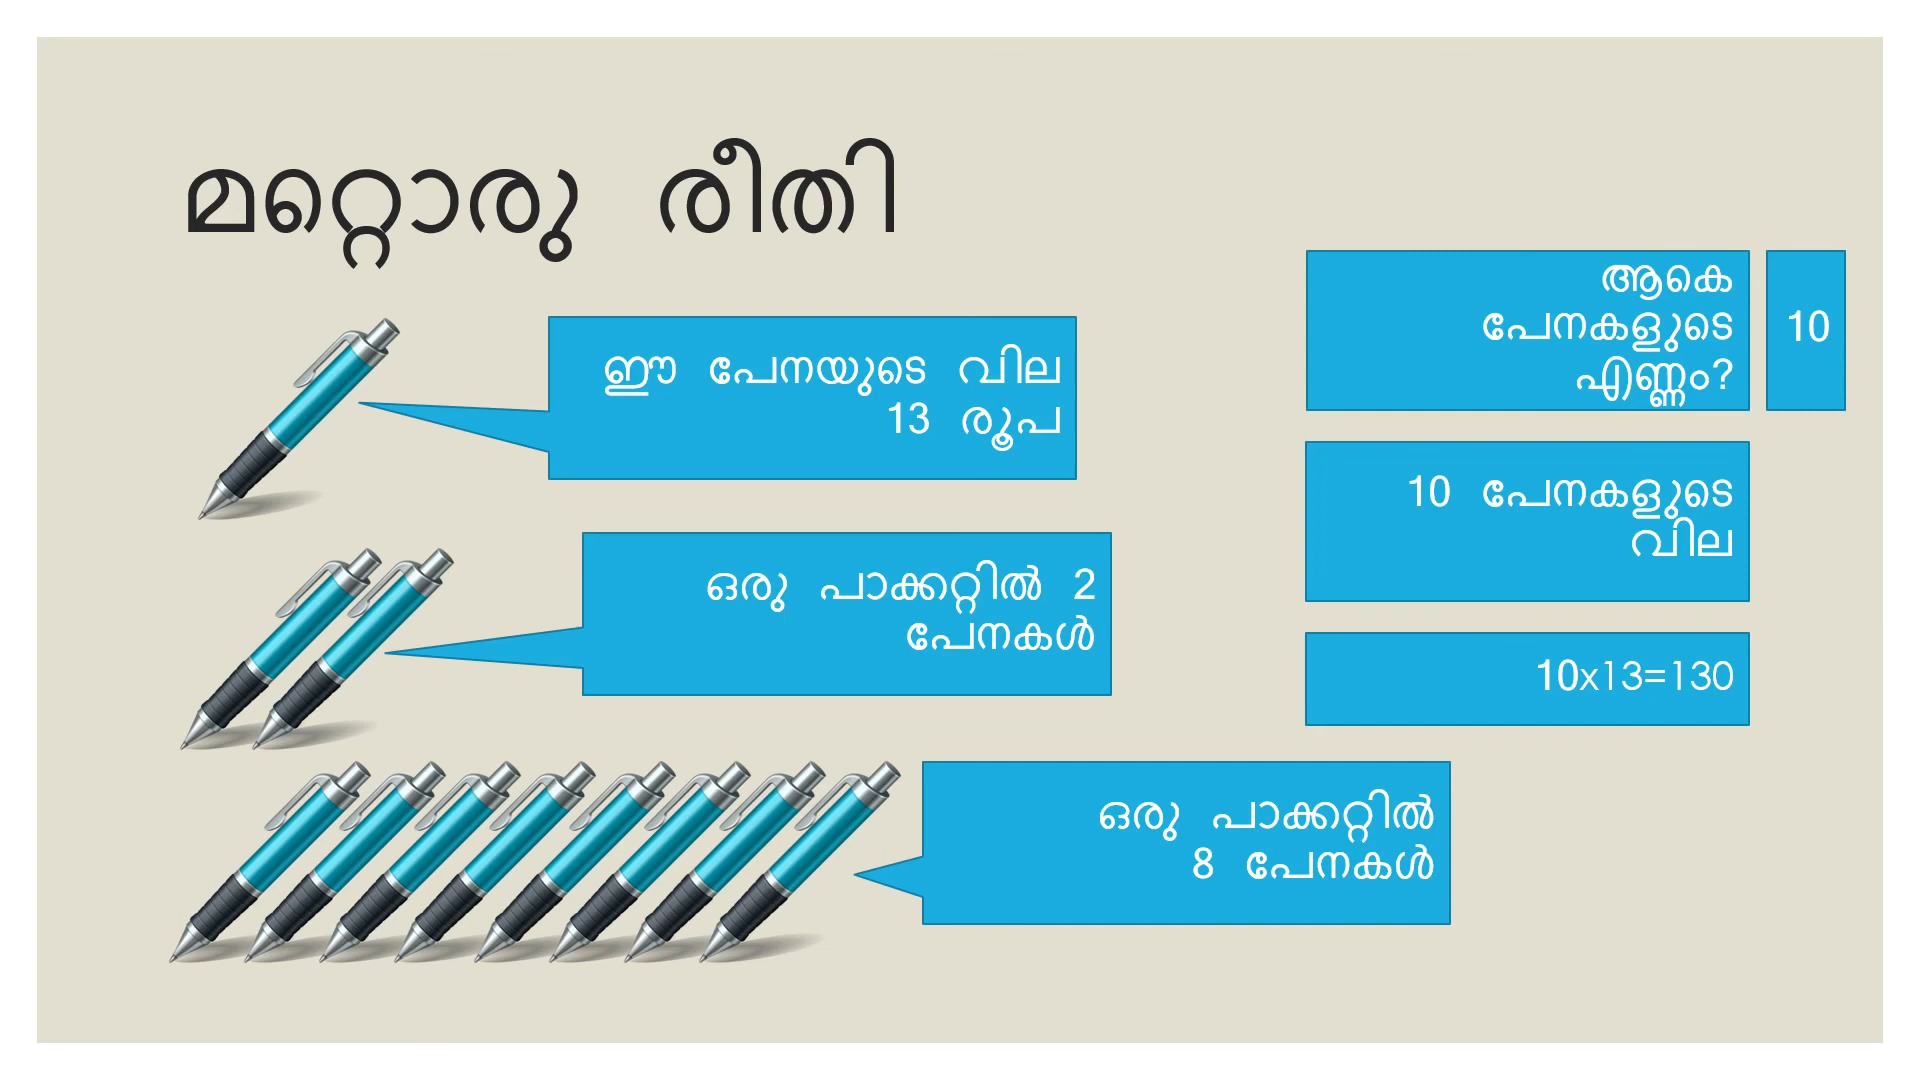 മറ്റൊരു രീതി
ഈ പേനയുടെ വില
13 രൂപ
ഒരു പാക്കറ്റിൽ 2
പേനകൾ
ഒരു പാക്കറ്റിൽ
8 പേനകൾ
ആകെ
പേനകളുടെ
എണ്ണം?
10
10 പേനകളുടെ
വില
10x13=130